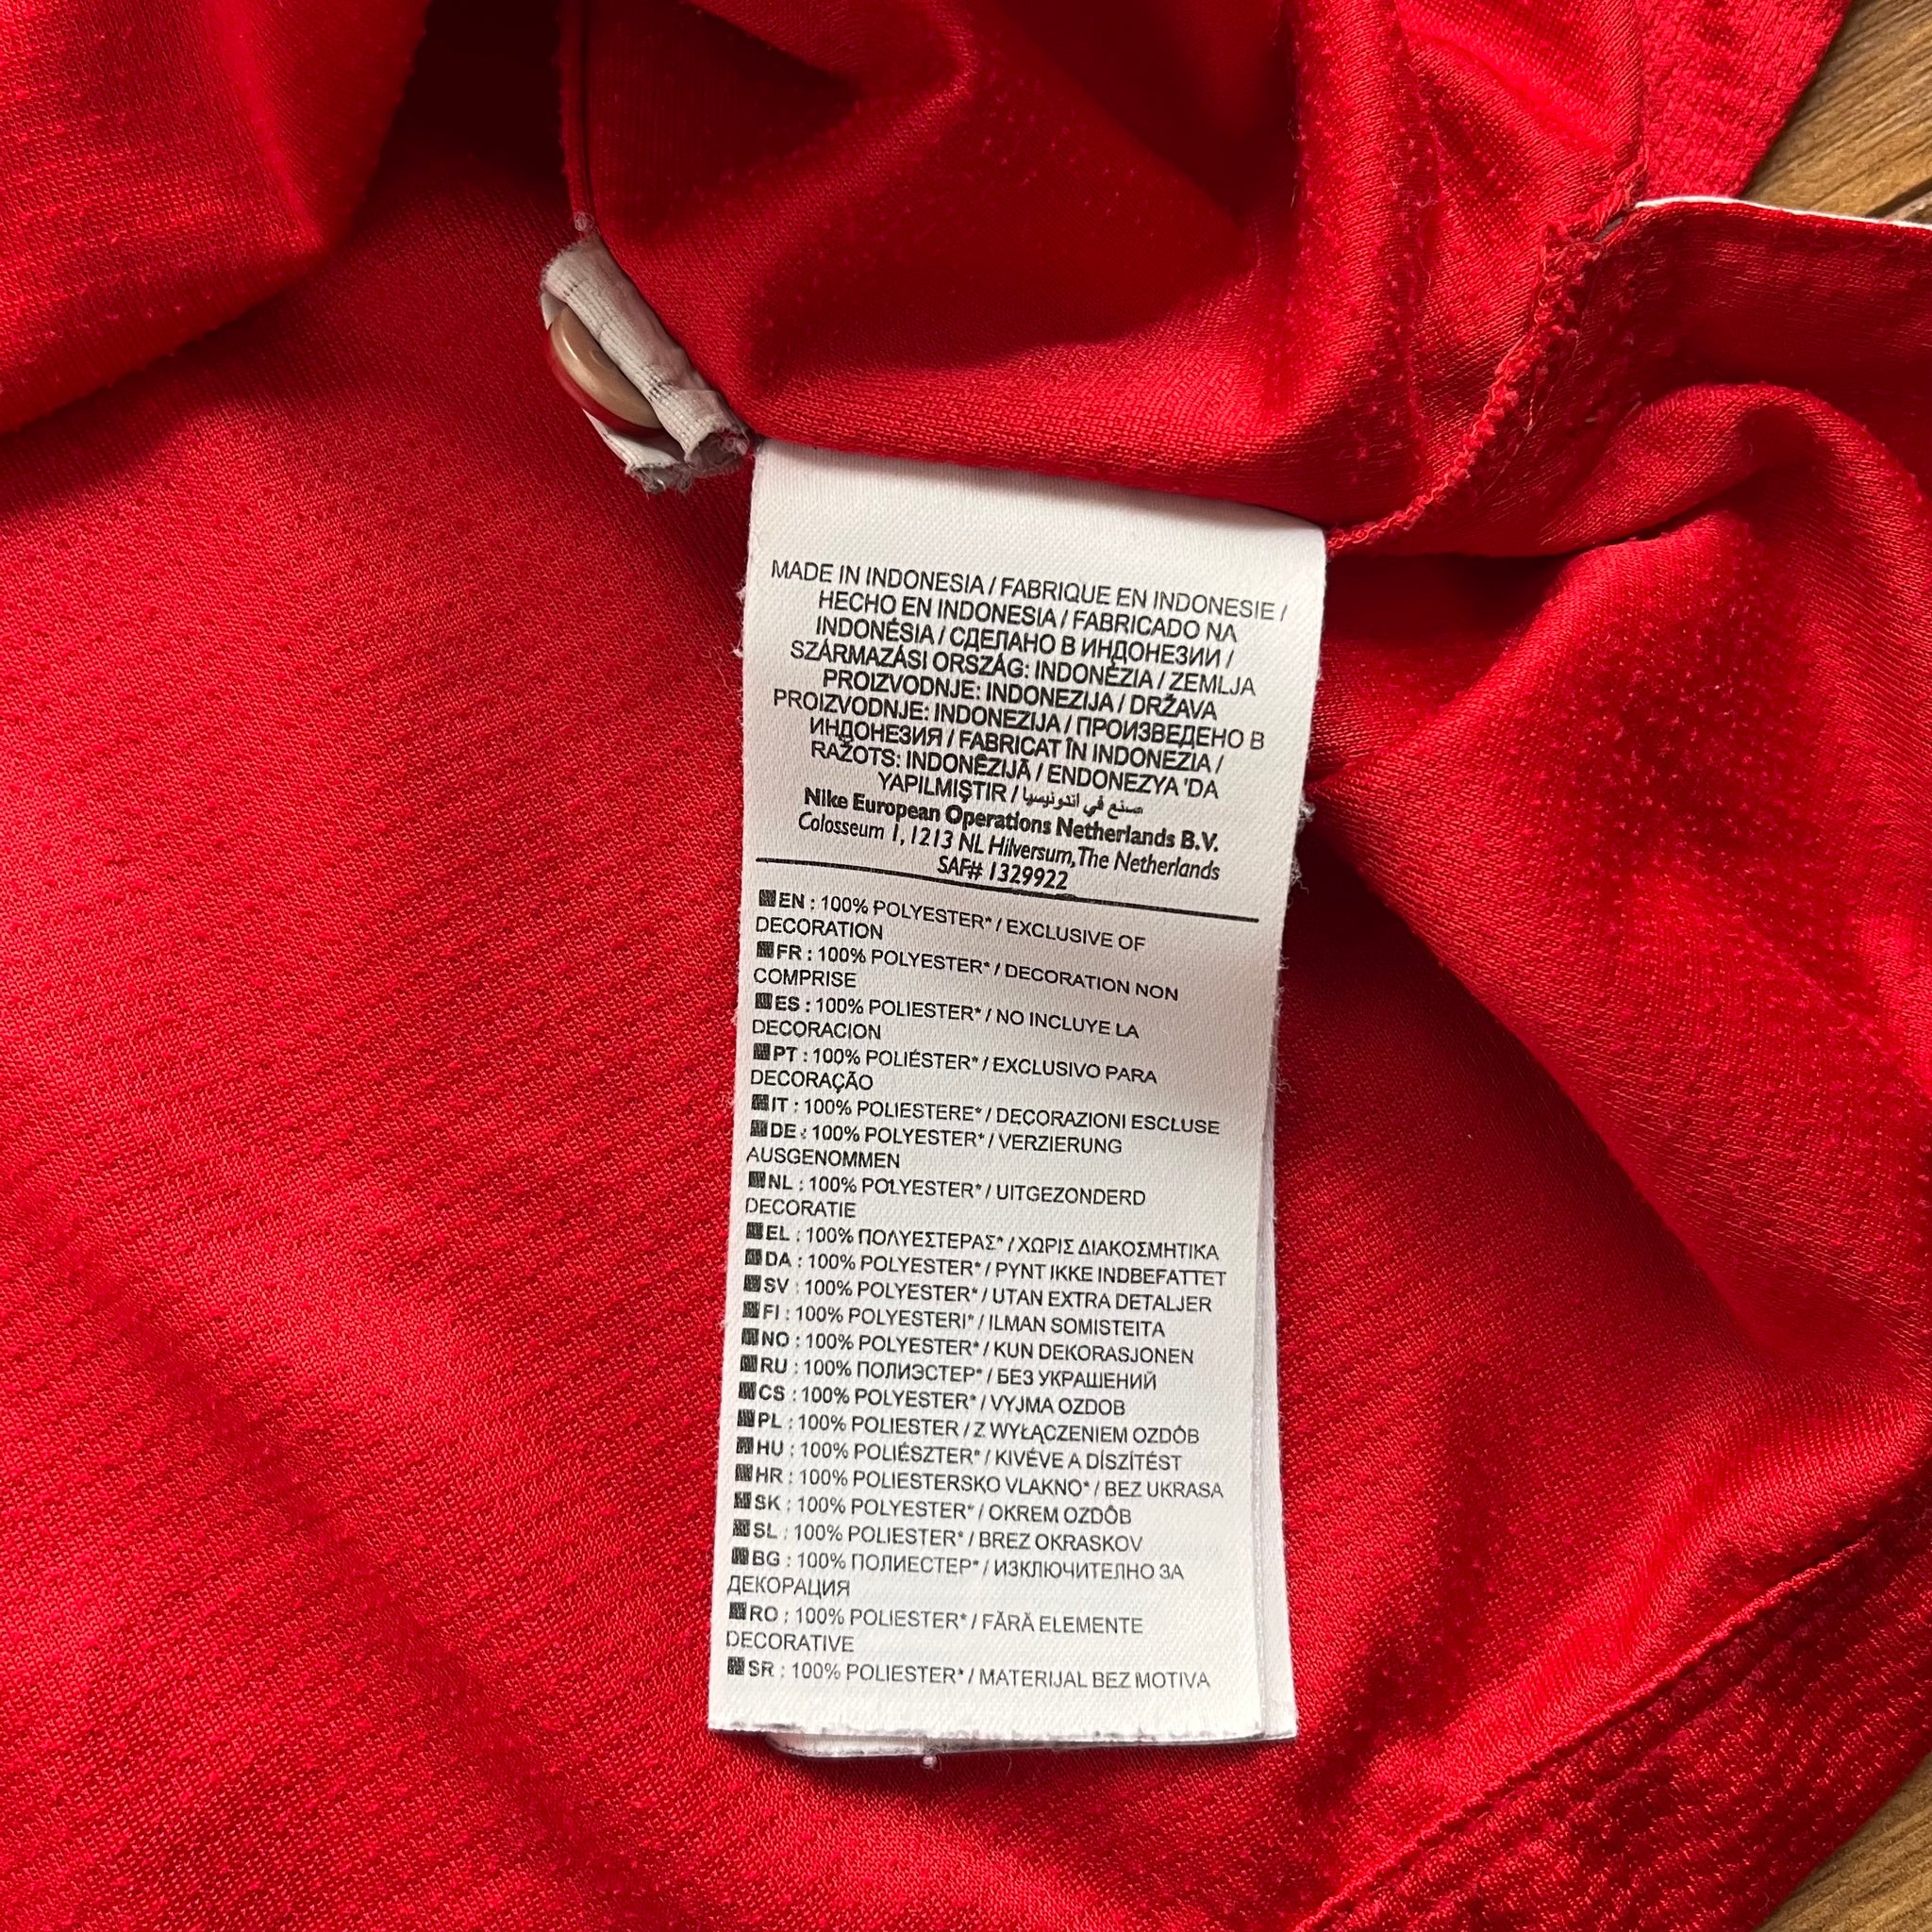 MADE IN INDONESIA / FABRIQUE EN INDONESIE /
HECHO EN INDONESIA / FABRICADO NA
INDONÉSIA / СДЕЛАНО В ИНДОНЕЗИИ /
SZÁRMAZÁSI ORSZÁG: INDONÉZIA / ZEMLJA
PROIZVODNJE: INDONEZIJA / DRŽAVA
PROIZVODNJE: INDONEZIJA / ПРОИЗВЕДЕНО В
ИНДОНЕЗИЯ / FABRICAT ÎN INDONEZIA /
RAŽOTS: INDONĒZIJĀ / ENDONEZYA 'DA
YAPILMIŞTIR / صنع في اندونيسيا
Nike European Operations Netherlands B.V.
Colosseum 1, 1213 NL Hilversum, The Netherlands
SAF# 1329922
EN : 100% POLYESTER* / EXCLUSIVE OF
DECORATION
FR : 100% POLYESTER* / DECORATION NON
COMPRISE
ES : 100% POLIESTER* / NO INCLUYE LA
DECORACION
PT : 100% POLIÉSTER* / EXCLUSIVO PARA
DECORAÇÃO
IT : 100% POLIESTERE* / DECORAZIONI ESCLUSE
DE : 100% POLYESTER* / VERZIERUNG
AUSGENOMMEN
NL : 100% POLYESTER* / UITGEZONDERD
DECORATIE
EL : 100% ΠΟΛΥΕΣΤΕΡΑΣ* / ΧΩΡΙΣ ΔΙΑΚΟΣΜΗΤΙΚΑ
DA : 100% POLYESTER* / PYNT IKKE INDBEFATTET
SV : 100% POLYESTER* / UTAN EXTRA DETALJER
FI : 100% POLYESTERI* / ILMAN SOMISTEITA
NO : 100% POLYESTER* / KUN DEKORASJONEN
RU : 100% ПОЛИЭСТЕР* / БЕЗ УКРАШЕНИЙ
CS : 100% POLYESTER* / VYJMA OZDOB
PL : 100% POLIESTER / Z WYŁĄCZENIEM OZDÓB
HU : 100% POLIÉSZTER* / KIVÉVE A DÍSZÍTÉST
HR : 100% POLIESTERSKO VLAKNO* / BEZ UKRASA
SK : 100% POLYESTER* / OKREM OZDÔB
SL : 100% POLIESTER* / BREZ OKRASKOV
BG : 100% ПОЛИЕСТЕР* / ИЗКЛЮЧИТЕЛНО ЗА
ДЕКОРАЦИЯ
RO : 100% POLIESTER* / FĂRĂ ELEMENTE
DECORATIVE
SR : 100% POLIESTER* / MATERIJAL BEZ MOTIVA